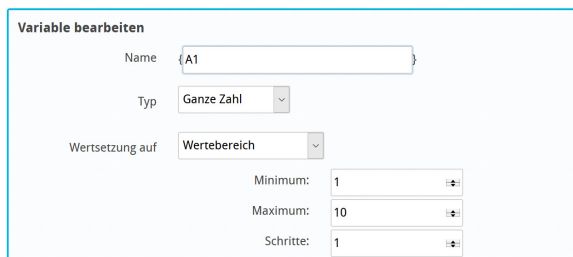 Variable bearbeiten
Name { A1 }
Typ Ganze Zahl
Wertsetzung auf Wertebereich
Minimum: 1
Maximum: 10
Schritte: 1